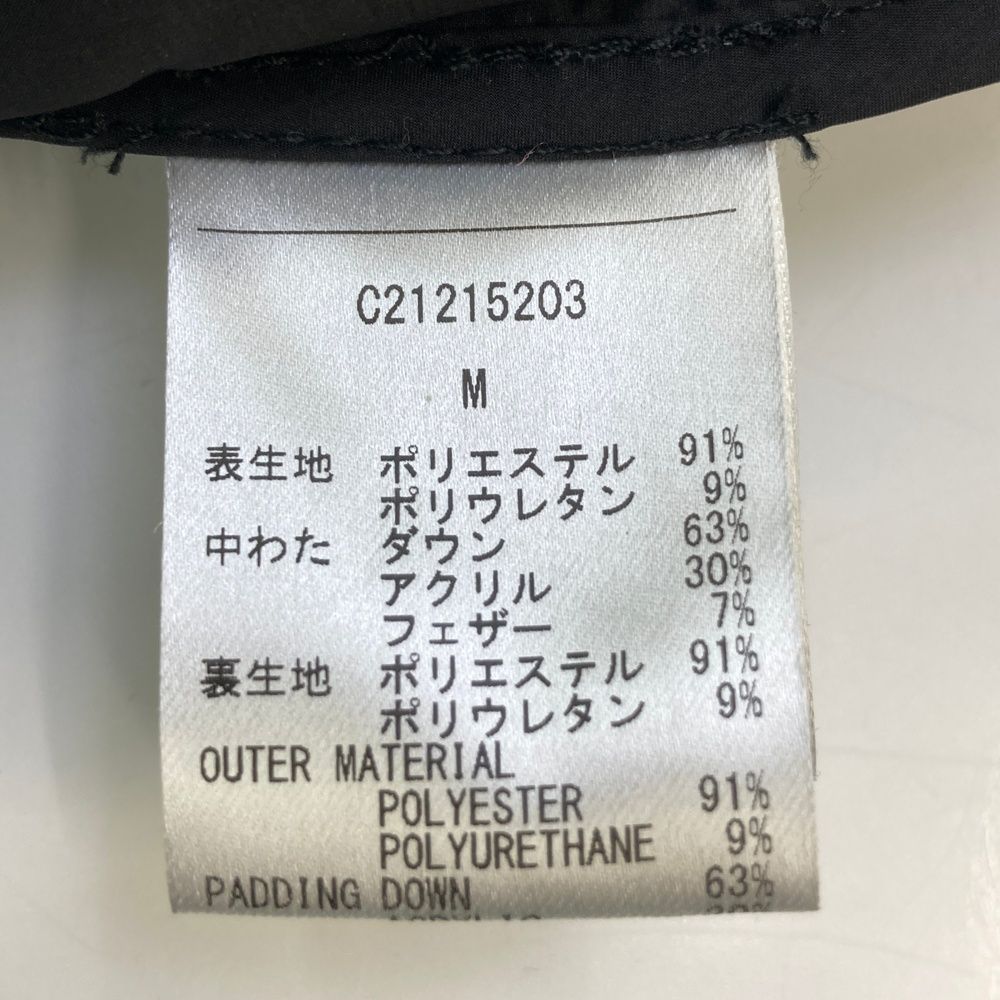 C21215203
M
表生地 ポリエステル 91%
ポリウレタン 9%
中わた ダウン 63%
アクリル 30%
フェザー 7%
裏生地 ポリエステル 91%
ポリウレタン 9%
OUTER MATERIAL
POLYESTER 91%
POLYURETHANE 9%
PADDING DOWN 63%